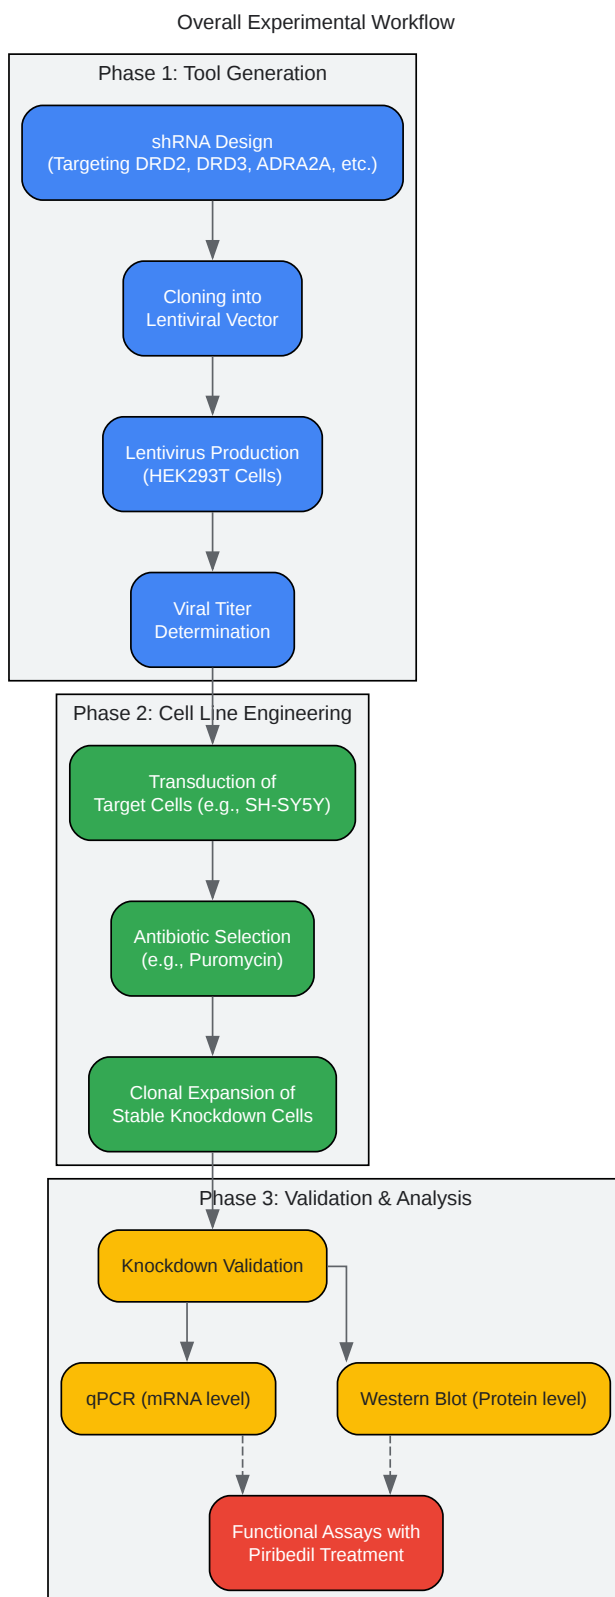 Overall Experimental Workflow
Phase 1: Tool Generation
shRNA Design
(Targeting DRD2, DRD3, ADRA2A, etc.)
Cloning into
Lentiviral Vector
Lentivirus Production
(HEK293T Cells)
Viral Titer
Determination
Phase 2: Cell Line Engineering
Transduction of
Target Cells (e.g., SH-SY5Y)
Antibiotic Selection
(e.g., Puromycin)
Clonal Expansion of
Stable Knockdown Cells
Phase 3: Validation & Analysis
Knockdown Validation
qPCR (mRNA level)
Western Blot (Protein level)
Functional Assays with
Piribedil Treatment